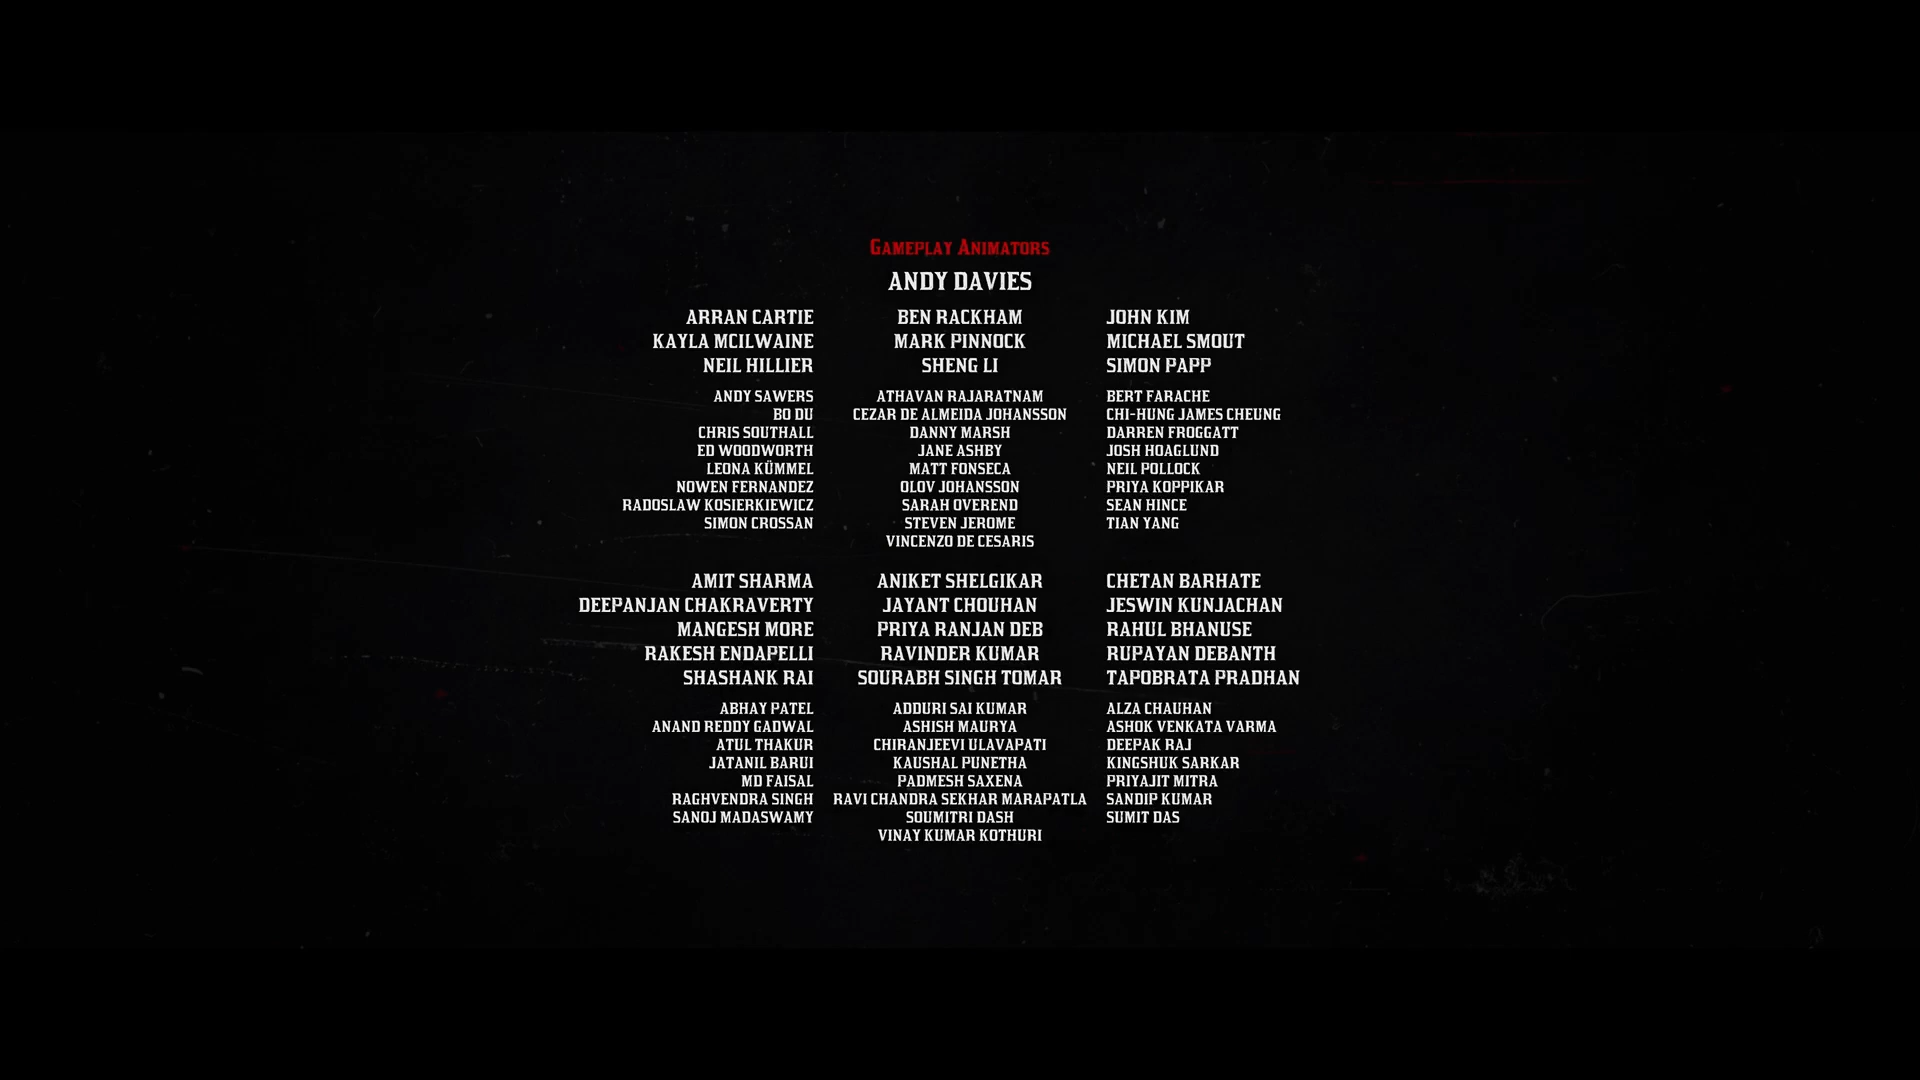 Gameplay Animators
ANDY DAVIES
ARRAN CARTIE BEN RACKHAM JOHN KIM
KAYLA MCILWAINE MARK PINNOCK MICHAEL SMOUT
NEIL HILLIER SHENG LI SIMON PAPP
ANDY SAWERS ATHAVAN RAJARATNAM BERT FARACHE
BO DU CEZAR DE ALMEIDA JOHANSSON CHI-HUNG JAMES CHEUNG
CHRIS SOUTHALL DANNY MARSH DARREN FROGGATT
ED WOODWORTH JANE ASHBY JOSH HOAGLUND
LEONA KÜMMEL MATT FONSECA NEIL POLLOCK
NOWEN FERNANDEZ OLOV JOHANSSON PRIYA KOPPIKAR
RADOSLAW KOSIERKIEWICZ SARAH OVEREND SEAN HINCE
SIMON CROSSAN STEVEN JEROME TIAN YANG
VINCENZO DE CESARIS
AMIT SHARMA ANIKET SHELGIKAR CHETAN BARHATE
DEEPANJAN CHAKRAVERTY JAYANT CHOUHAN JESWIN KUNJACHAN
MANGESH MORE PRIYA RANJAN DEB RAHUL BHANUSE
RAKESH ENDAPELLI RAVINDER KUMAR RUPAYAN DEBANTH
SHASHANK RAI SOURABH SINGH TOMAR TAPOBRATA PRADHAN
ABHAY PATEL ADDURI SAI KUMAR ALZA CHAUHAN
ANAND REDDY GADWAL ASHISH MAURYA ASHOK VENKATA VARMA
ATUL THAKUR CHIRANJEEVI ULAVAPATI DEEPAK RAJ
JATANIL BARUI KAUSHAL PUNETHA KINGSHUK SARKAR
MD FAISAL PADMESH SAXENA PRIYAJIT MITRA
RAGHVENDRA SINGH RAVI CHANDRA SEKHAR MARAPATLA SANDIP KUMAR
SANOJ MADASWAMY SOUMITRI DASH SUMIT DAS
VINAY KUMAR KOTHURI